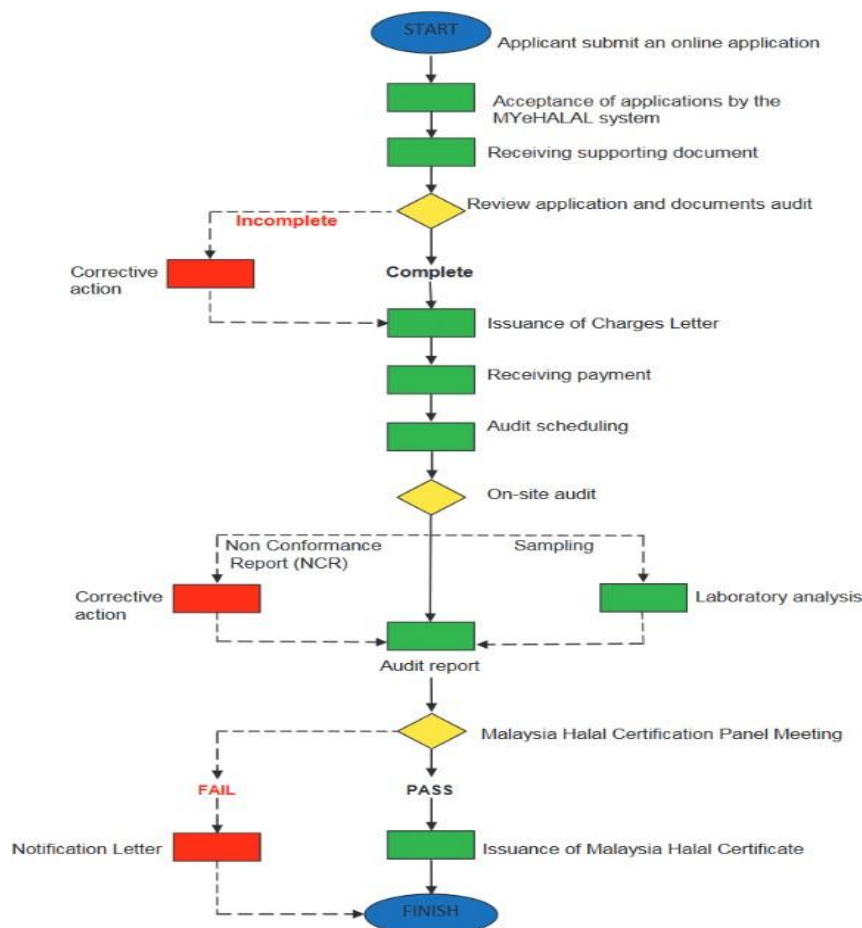 START
Applicant submit an online application
Acceptance of applications by the
MYeHALAL system
Receiving supporting document
Review application and documents audit
Incomplete
Corrective
action
Complete
Issuance of Charges Letter
Receiving payment
Audit scheduling
On-site audit
Non Conformance
Report (NCR)
Sampling
Corrective
action
Laboratory analysis
Audit report
Malaysia Halal Certification Panel Meeting
FAIL
PASS
Notification Letter
Issuance of Malaysia Halal Certificate
FINISH